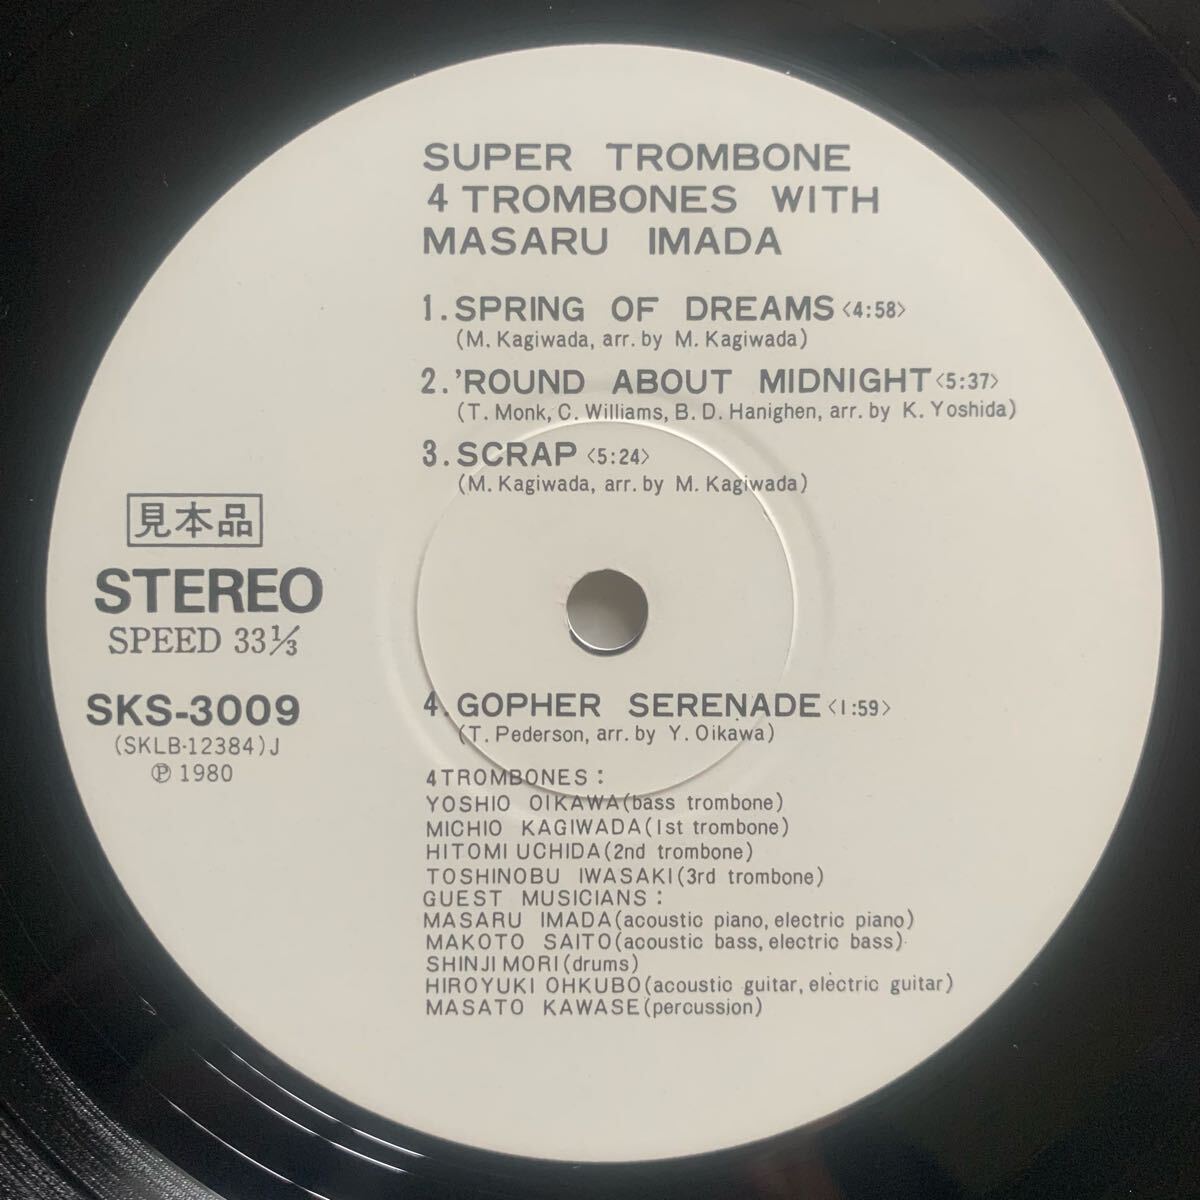 SUPER TROMBONE
4 TROMBONES WITH
MASARU IMADA
1. SPRING OF DREAMS <4:58>
(M. Kagiwada, arr. by M. Kagiwada)
2. 'ROUND ABOUT MIDNIGHT <5:37>
(T. Monk, C. Williams, B. D. Hanighen, arr. by K. Yoshida)
3. SCRAP <5:24>
(M. Kagiwada, arr. by M. Kagiwada)
見本品
STEREO
SPEED 33⅓
SKS-3009
(SKLB·12384)J
℗ 1980
4. GOPHER SERENADE <1:59>
(T. Pederson, arr. by Y. Oikawa)
4 TROMBONES:
YOSHIO OIKAWA (bass trombone)
MICHIO KAGIWADA (1st trombone)
HITOMI UCHIDA (2nd trombone)
TOSHINOBU IWASAKI (3rd trombone)
GUEST MUSICIANS:
MASARU IMADA (acoustic piano, electric piano)
MAKOTO SAITO (acoustic bass, electric bass)
SHINJI MORI (drums)
HIROYUKI OHKUBO (acoustic guitar, electric guitar)
MASATO KAWASE (percussion)